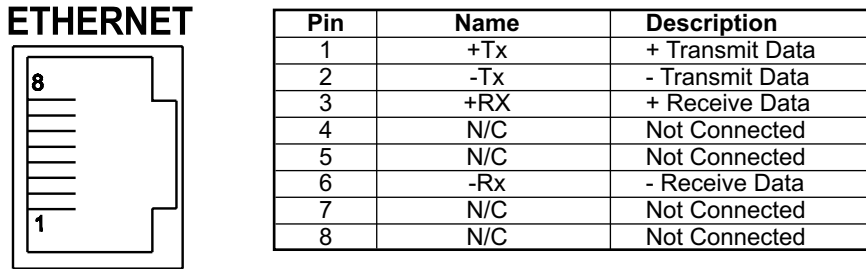 ETHERNET
8
1
Pin Name Description
1 +Tx + Transmit Data
2 -Tx - Transmit Data
3 +RX + Receive Data
4 N/C Not Connected
5 N/C Not Connected
6 -Rx - Receive Data
7 N/C Not Connected
8 N/C Not Connected